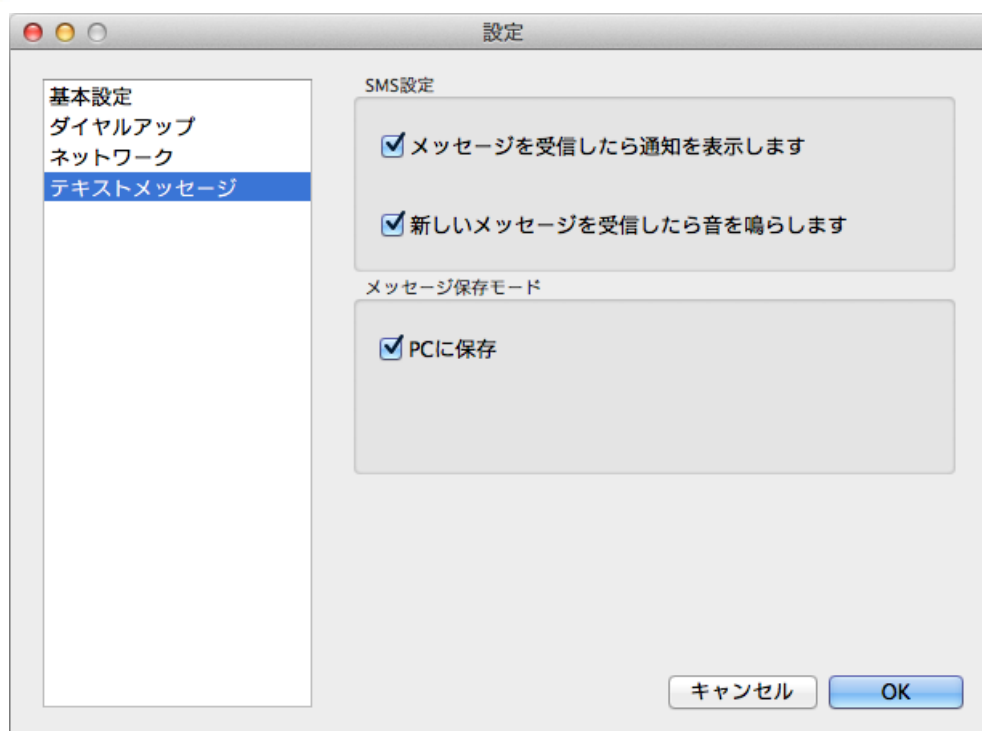 設定
基本設定
ダイヤルアップ
ネットワーク
テキストメッセージ
SMS設定
メッセージを受信したら通知を表示します
新しいメッセージを受信したら音を鳴らします
メッセージ保存モード
PCに保存
キャンセル
OK